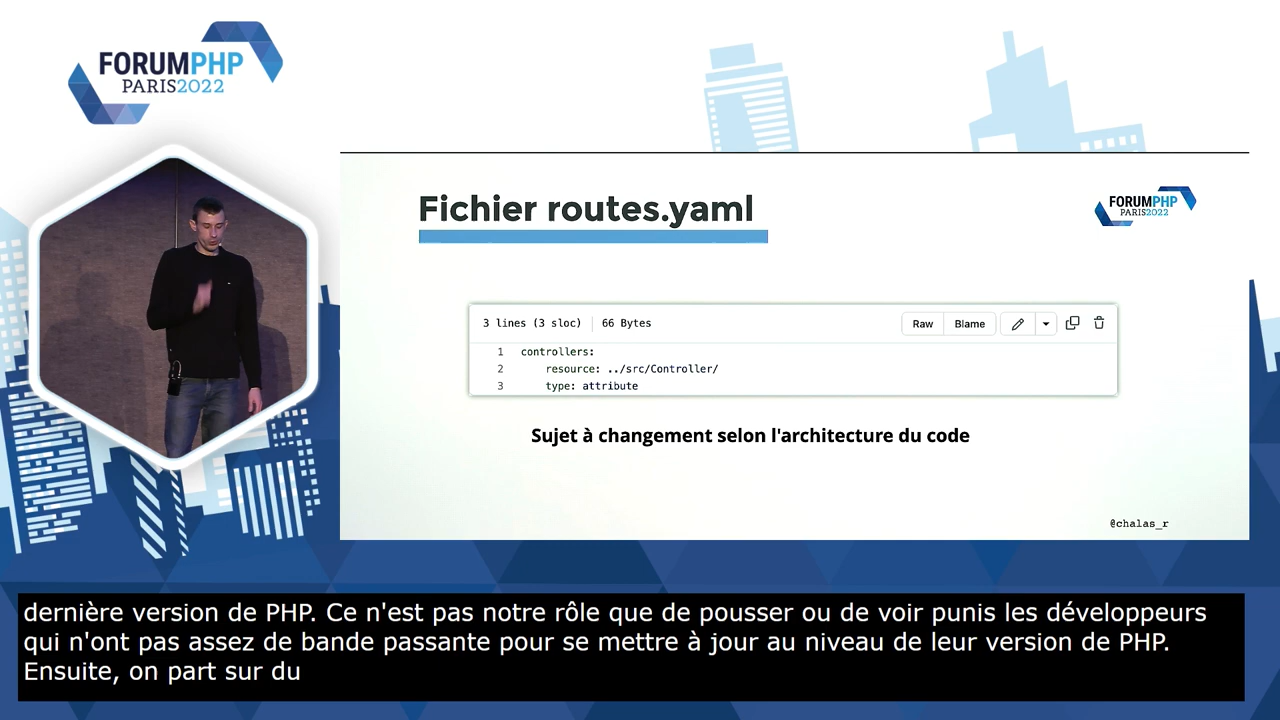 FORUMPHP
PARIS2022
Fichier routes.yaml
FORUMPHP
PARIS2022
3 lines (3 sloc) 66 Bytes Raw Blame
1 controllers:
2 resource: ../src/Controller/
3 type: attribute
Sujet à changement selon l'architecture du code
@chalas_r
dernière version de PHP. Ce n'est pas notre rôle que de pousser ou de voir punis les développeurs
qui n'ont pas assez de bande passante pour se mettre à jour au niveau de leur version de PHP.
Ensuite, on part sur du